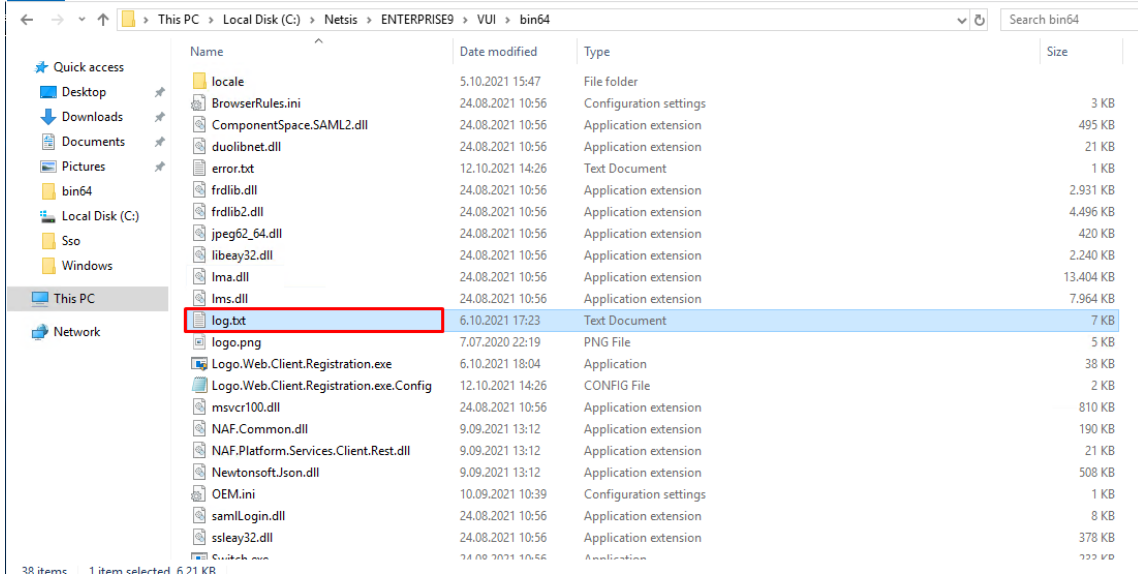 This PC > Local Disk (C:) > Netsis > ENTERPRISE9 > VUI > bin64 Search bin64
Name Date modified Type Size
Quick access
Desktop
Downloads
Documents
Pictures
bin64
Local Disk (C:)
Sso
Windows
This PC
Network
locale 5.10.2021 15:47 File folder
BrowserRules.ini 24.08.2021 10:56 Configuration settings 3 KB
ComponentSpace.SAML2.dll 24.08.2021 10:56 Application extension 495 KB
duolibnet.dll 24.08.2021 10:56 Application extension 21 KB
error.txt 12.10.2021 14:26 Text Document 1 KB
frdlib.dll 24.08.2021 10:56 Application extension 2.931 KB
frdlib2.dll 24.08.2021 10:56 Application extension 4.496 KB
jpeg62_64.dll 24.08.2021 10:56 Application extension 420 KB
libeay32.dll 24.08.2021 10:56 Application extension 2.240 KB
lma.dll 24.08.2021 10:56 Application extension 13.404 KB
lms.dll 24.08.2021 10:56 Application extension 7.964 KB
log.txt 6.10.2021 17:23 Text Document 7 KB
logo.png 7.07.2020 22:19 PNG File 5 KB
Logo.Web.Client.Registration.exe 6.10.2021 18:04 Application 38 KB
Logo.Web.Client.Registration.exe.Config 12.10.2021 14:26 CONFIG File 2 KB
msvcr100.dll 24.08.2021 10:56 Application extension 810 KB
NAF.Common.dll 9.09.2021 13:12 Application extension 190 KB
NAF.Platform.Services.Client.Rest.dll 9.09.2021 13:12 Application extension 21 KB
Newtonsoft.Json.dll 9.09.2021 13:12 Application extension 508 KB
OEM.ini 10.09.2021 10:39 Configuration settings 1 KB
samlLogin.dll 24.08.2021 10:56 Application extension 8 KB
ssleay32.dll 24.08.2021 10:56 Application extension 378 KB
Switch.exe 24.08.2021 10:56 Application KB
38 items 1 item selected 6,21 KB